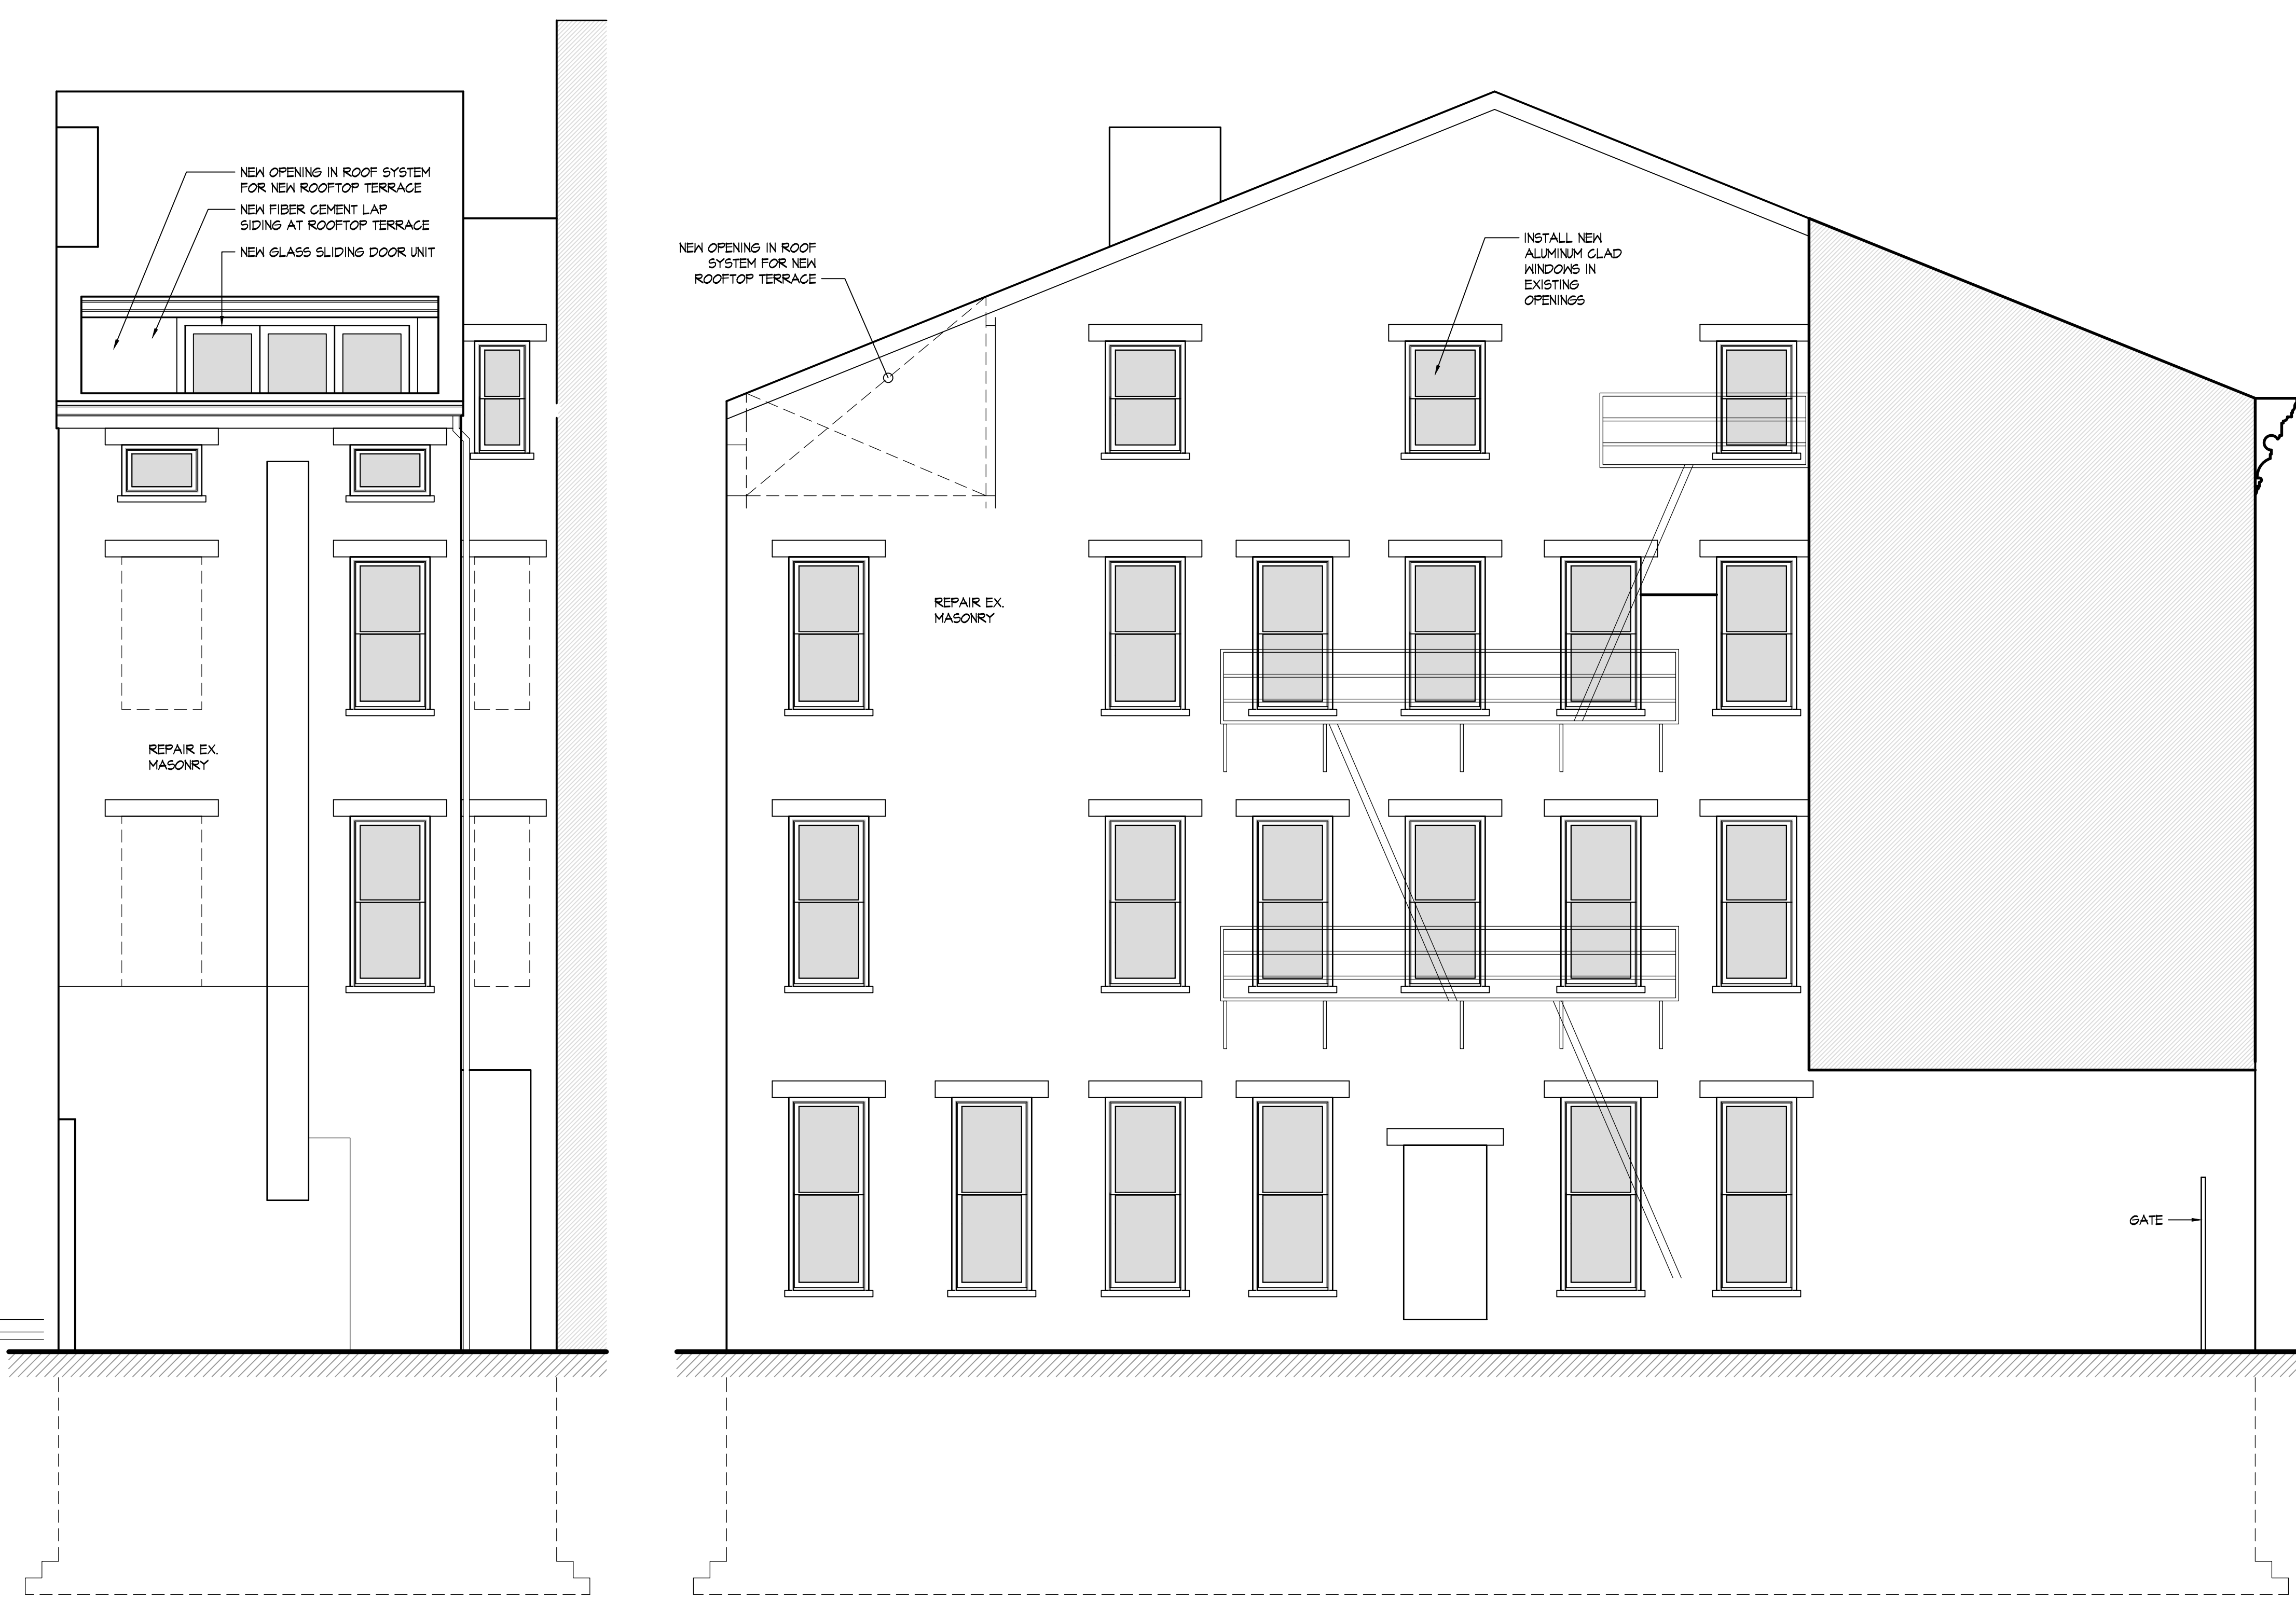 NEW OPENING IN ROOF SYSTEM
FOR NEW ROOFTOP TERRACE
NEW FIBER CEMENT LAP
SIDING AT ROOFTOP TERRACE
NEW GLASS SLIDING DOOR UNIT
REPAIR EX.
MASONRY
NEW OPENING IN ROOF
SYSTEM FOR NEW
ROOFTOP TERRACE
INSTALL NEW
ALUMINUM CLAD
WINDOWS IN
EXISTING
OPENINGS
REPAIR EX.
MASONRY
GATE